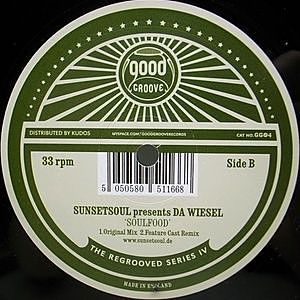 good
GROOVE
DISTRIBUTED BY KUDOS
MYSPACE.COM/GOODGROOVERECORDS
CAT NO. GG04
33 rpm
Side B
5 050580 511668
SUNSETSOUL presents DA WIESEL
'SOULFOOD'
1.Original Mix 2.Feature Cast Remix
www.sunsetsoul.de
THE REGROOVED SERIES IV
MADE IN ENGLAND